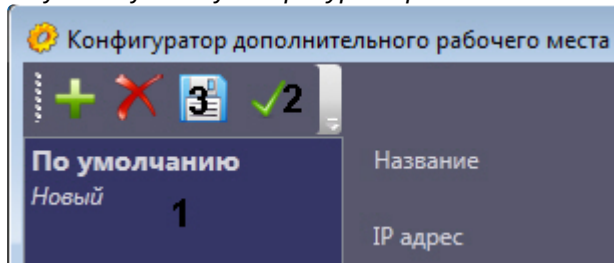 Конфигуратор дополнительного рабочего места
3 2
По умолчанию
Название
Новый
1
IP адрес